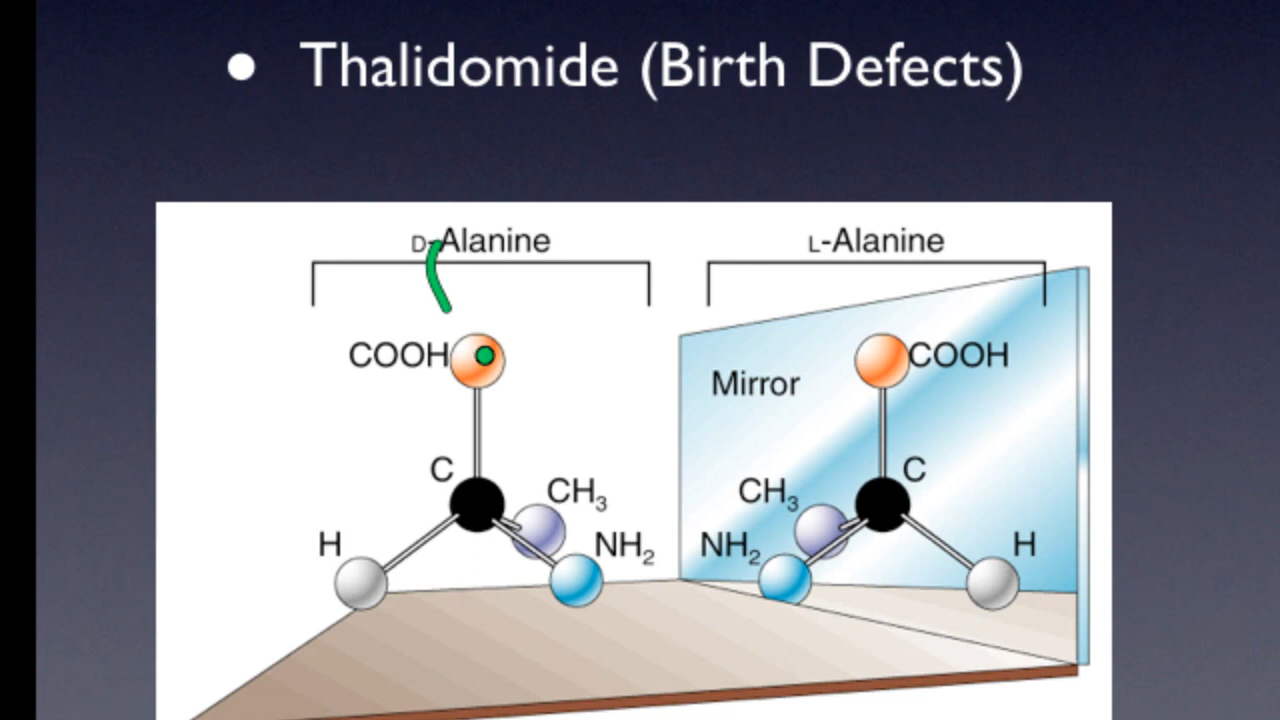 • Thalidomide (Birth Defects)
D-Alanine
L-Alanine
COOH
COOH
Mirror
C
C
CH₃
CH₃
H
NH₂
NH₂
H